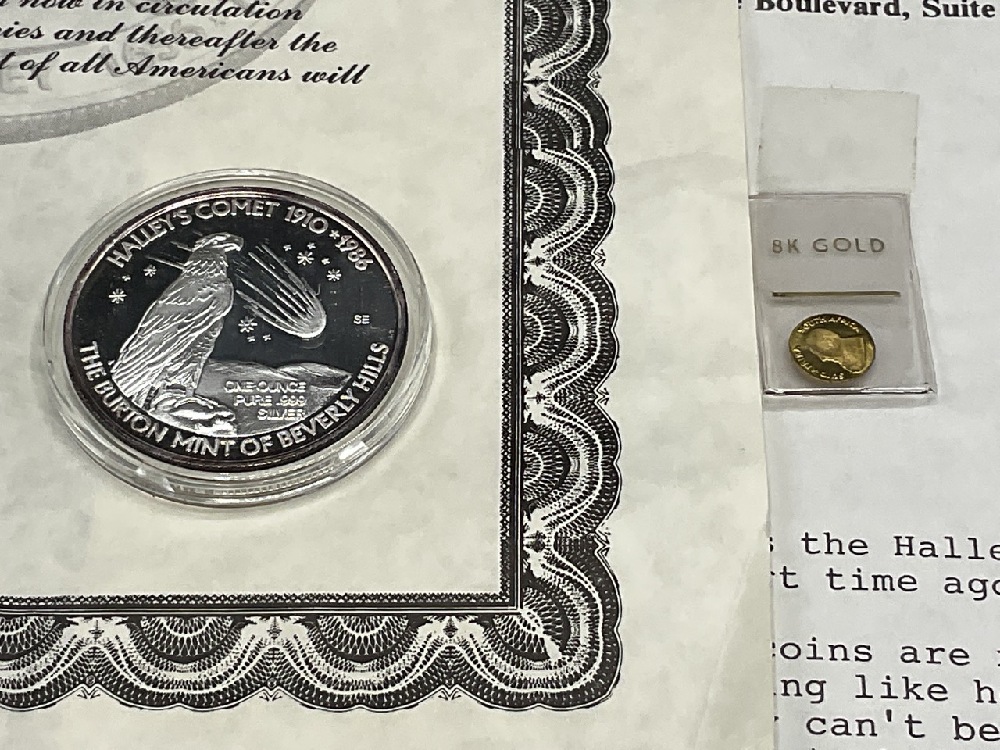 now in circulation
and thereafter the
of all Americans will
HALLEY'S COMET 1910 ★ 1986
SE
ONE OUNCE
PURE .999
SILVER
THE BURTON MINT OF BEVERLY HILLS
Boulevard, Suite
8K GOLD
the Halle
time ago
are
like h
can't be